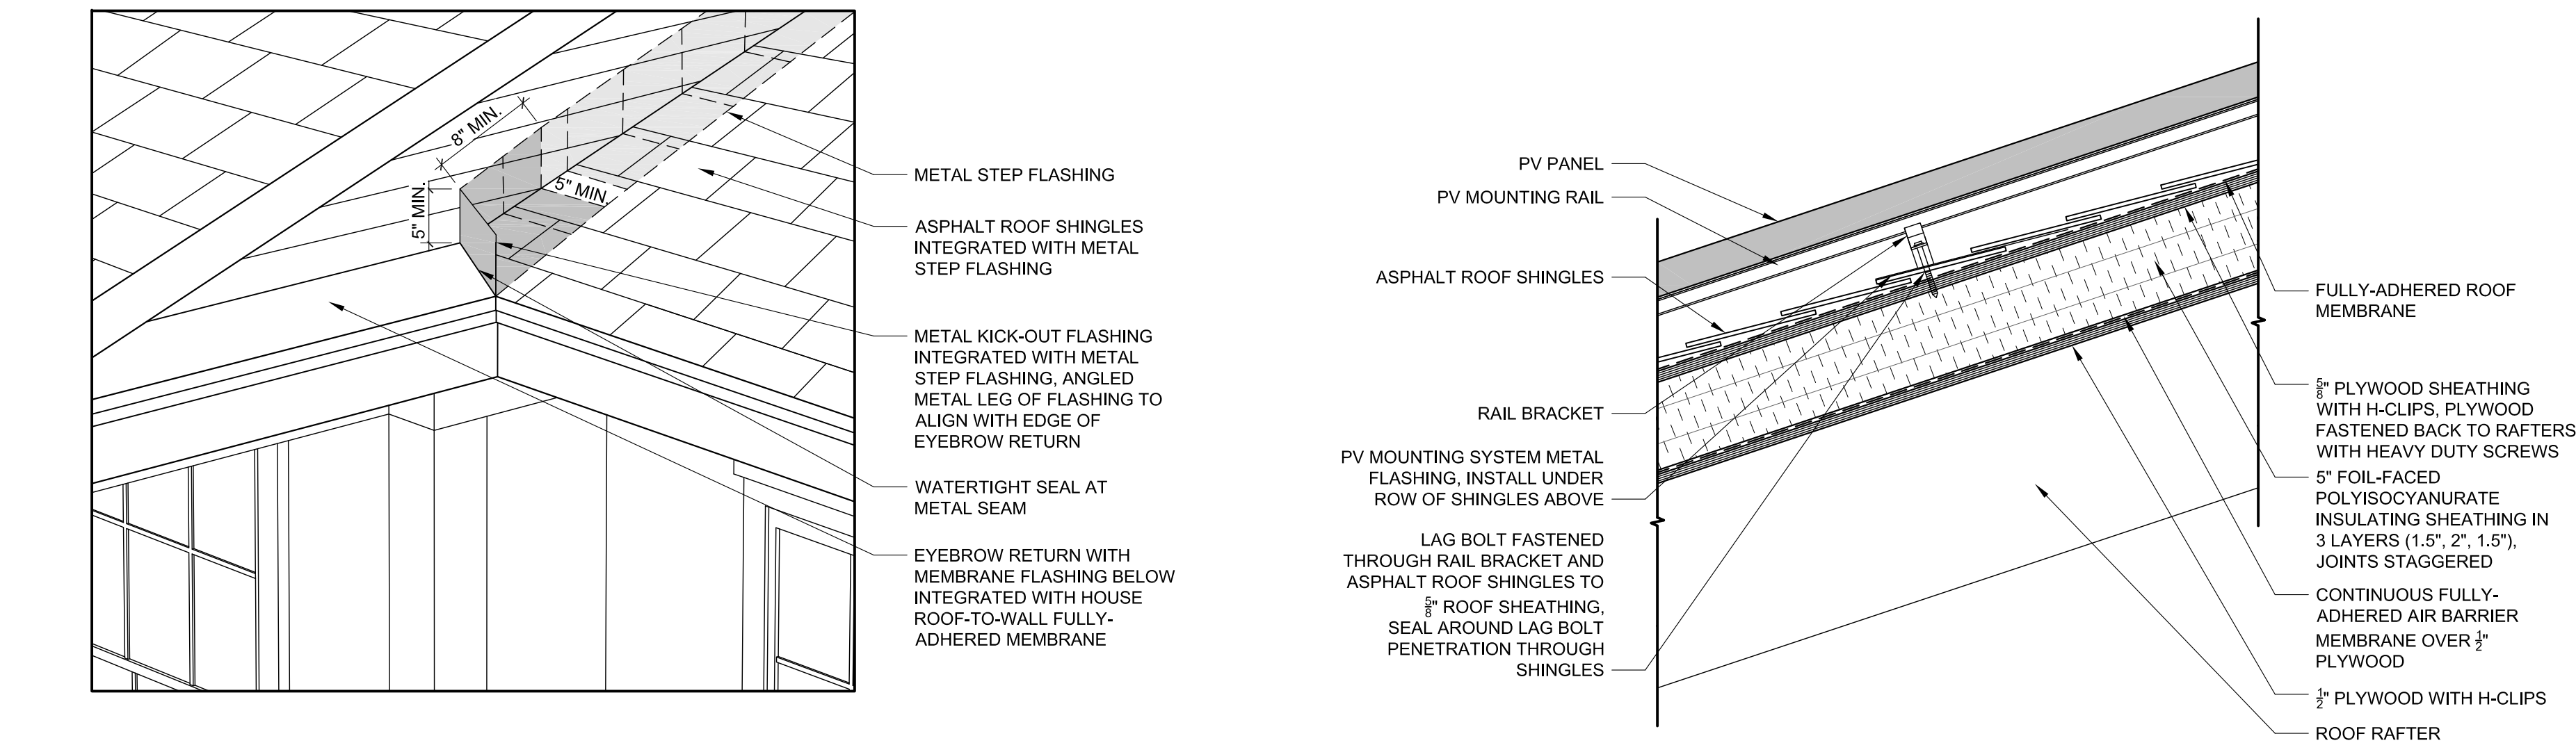 8" MIN.
5" MIN.
5" MIN.
METAL STEP FLASHING
ASPHALT ROOF SHINGLES
INTEGRATED WITH METAL
STEP FLASHING
METAL KICK-OUT FLASHING
INTEGRATED WITH METAL
STEP FLASHING, ANGLED
METAL LEG OF FLASHING TO
ALIGN WITH EDGE OF
EYEBROW RETURN
WATERTIGHT SEAL AT
METAL SEAM
EYEBROW RETURN WITH
MEMBRANE FLASHING BELOW
INTEGRATED WITH HOUSE
ROOF-TO-WALL FULLY-
ADHERED MEMBRANE
PV PANEL
PV MOUNTING RAIL
ASPHALT ROOF SHINGLES
RAIL BRACKET
PV MOUNTING SYSTEM METAL
FLASHING, INSTALL UNDER
ROW OF SHINGLES ABOVE
LAG BOLT FASTENED
THROUGH RAIL BRACKET AND
ASPHALT ROOF SHINGLES TO
5/8" ROOF SHEATHING,
SEAL AROUND LAG BOLT
PENETRATION THROUGH
SHINGLES
FULLY-ADHERED ROOF
MEMBRANE
5/8" PLYWOOD SHEATHING
WITH H-CLIPS, PLYWOOD
FASTENED BACK TO RAFTERS
WITH HEAVY DUTY SCREWS
5" FOIL-FACED
POLYISOCYANURATE
INSULATING SHEATHING IN
3 LAYERS (1.5", 2", 1.5"),
JOINTS STAGGERED
CONTINUOUS FULLY-
ADHERED AIR BARRIER
MEMBRANE OVER 1/2"
PLYWOOD
1/2" PLYWOOD WITH H-CLIPS
ROOF RAFTER